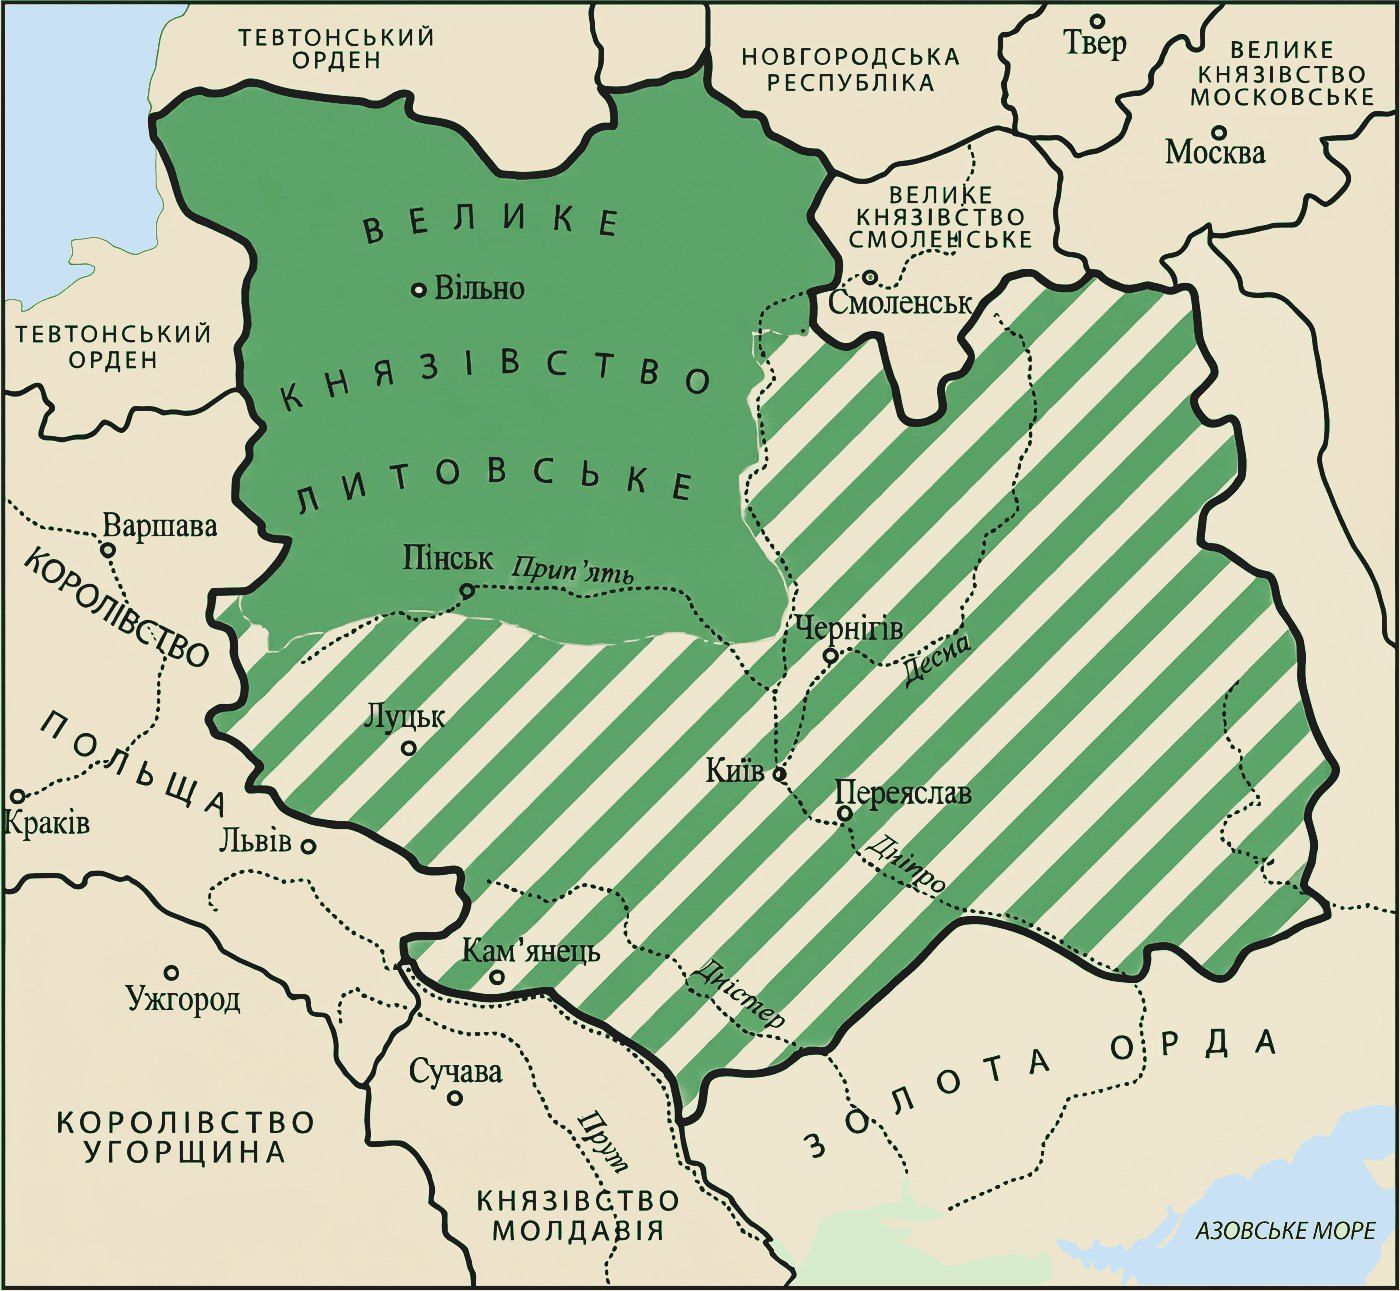 ТЕВТОНСЬКИЙ
ОРДЕН
НОВГОРОДСЬКА
РЕСПУБЛІКА
Твер
ВЕЛИКЕ
КНЯЗІВСТВО
МОСКОВСЬКЕ
Москва
ВЕЛИКЕ
КНЯЗІВСТВО
СМОЛЕНСЬКЕ
Смоленськ
ВЕЛИКЕ
Вільно
КНЯЗІВСТВО
ЛИТОВСЬКЕ
ТЕВТОНСЬКИЙ
ОРДЕН
Варшава
КОРОЛІВСТВО
ПОЛЬЩА
Краків
Львів
Пінськ
Прип'ять
Чернігів
Десна
Луцьк
Київ
Переяслав
Дніпро
Кам'янець
Дністер
Ужгород
Сучава
Прут
КОРОЛІВСТВО
УГОРЩИНА
КНЯЗІВСТВО
МОЛДАВІЯ
ЗОЛОТА ОРДА
АЗОВСЬКЕ МОРЕ